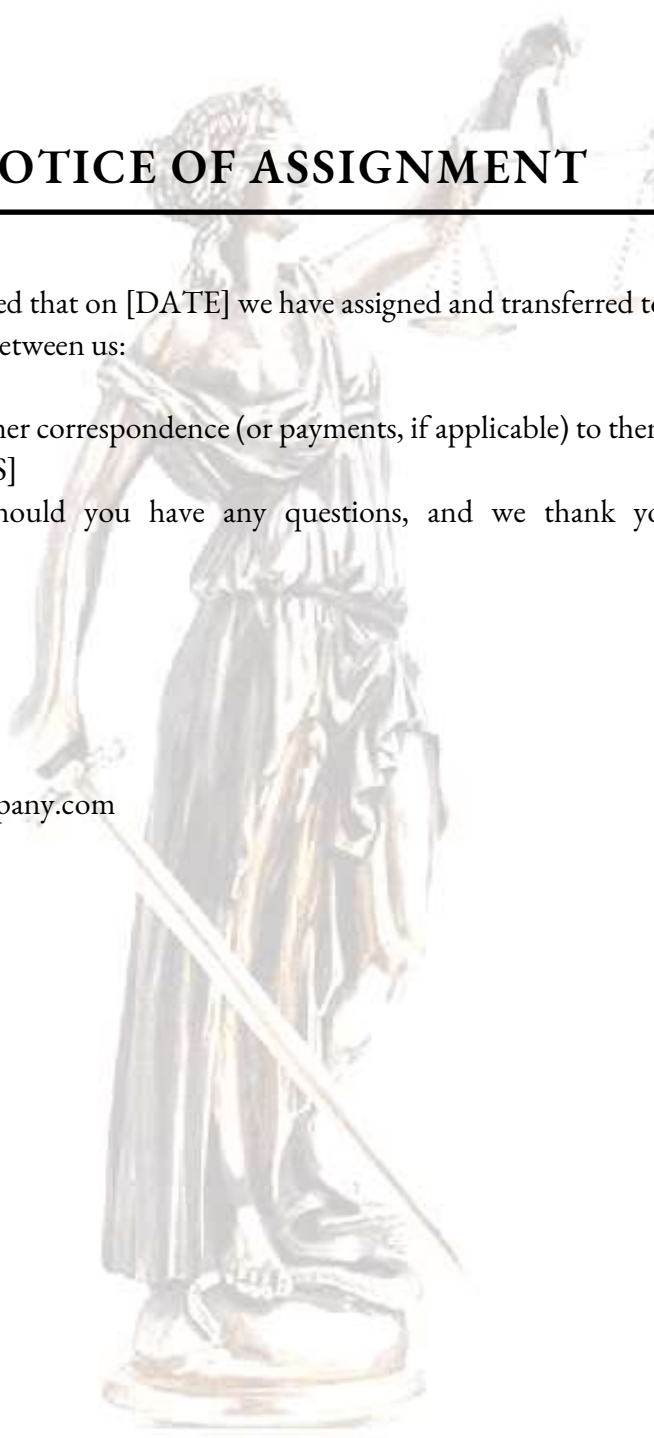 OTICE OF ASSIGNMENT
ed that on [DATE] we have assigned and transferred to
etween us:
her correspondence (or payments, if applicable) to them
S]
hould you have any questions, and we thank yo
pany.com